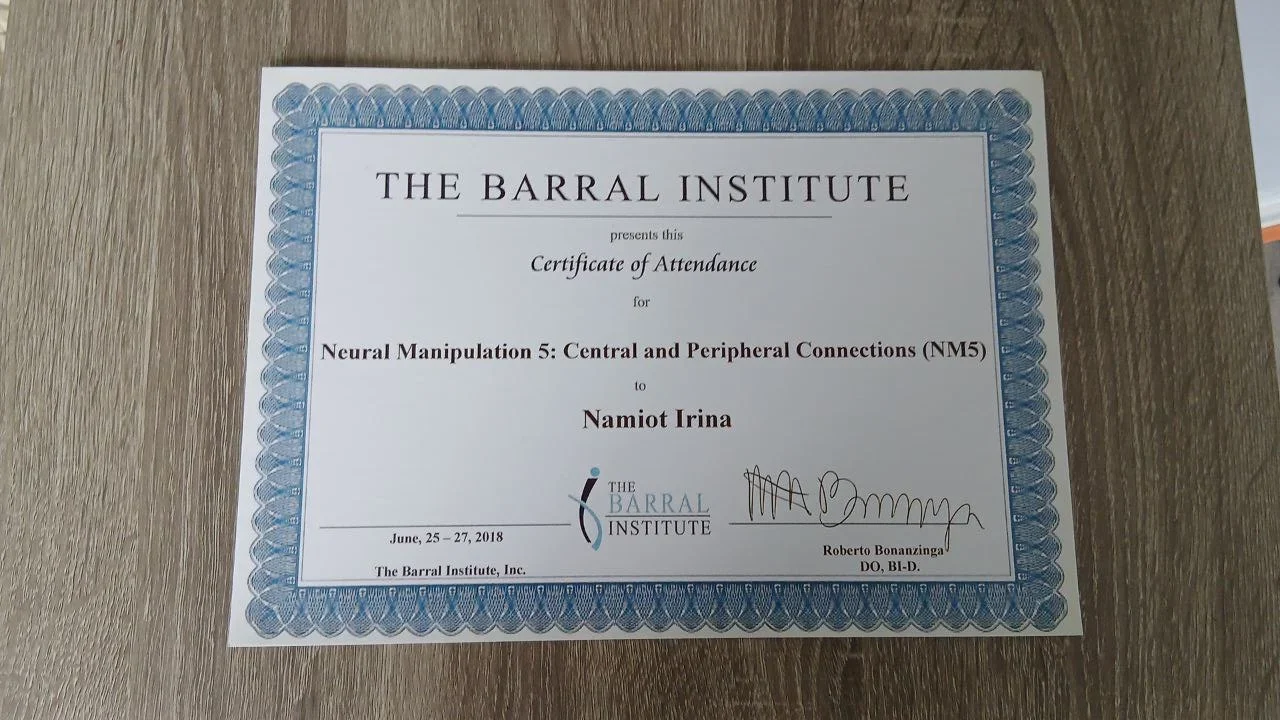 THE BARRAL INSTITUTE
presents this
Certificate of Attendance
for
Neural Manipulation 5: Central and Peripheral Connections (NM5)
to
Namiot Irina
THE
BARRAL
INSTITUTE
June, 25 – 27, 2018
The Barral Institute, Inc.
Roberto Bonanzinga
DO, BI-D.